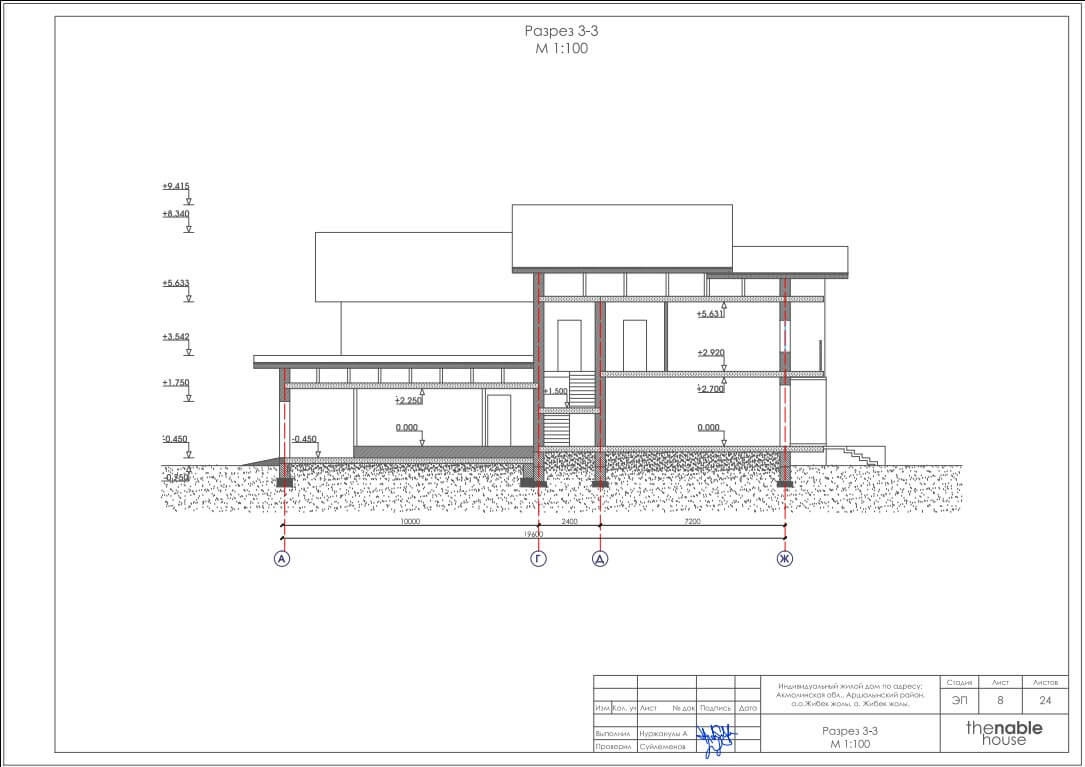 Разрез 3-3
М 1:100
+9.415
+8.340
+5.633
+3.542
+1.750
-0.450
-0.250
+5.631
+2.920
+1.500
+2.700
+2.250
0.000
0.000
-0.450
10000
2400
7200
19600
А
Г
Д
Ж
Изм Кол. уч Лист № док Подпись Дата
Выполнил Нуржакулы А
Проверил Сулейменов
Индивидуальный жилой дом по адресу:
Акмолинская обл., Аршалынский район,
а.о.Жибек жолы, а. Жибек жолы.
Стадия Лист Листов
ЭП 8 24
Разрез 3-3
М 1:100
thenable
house